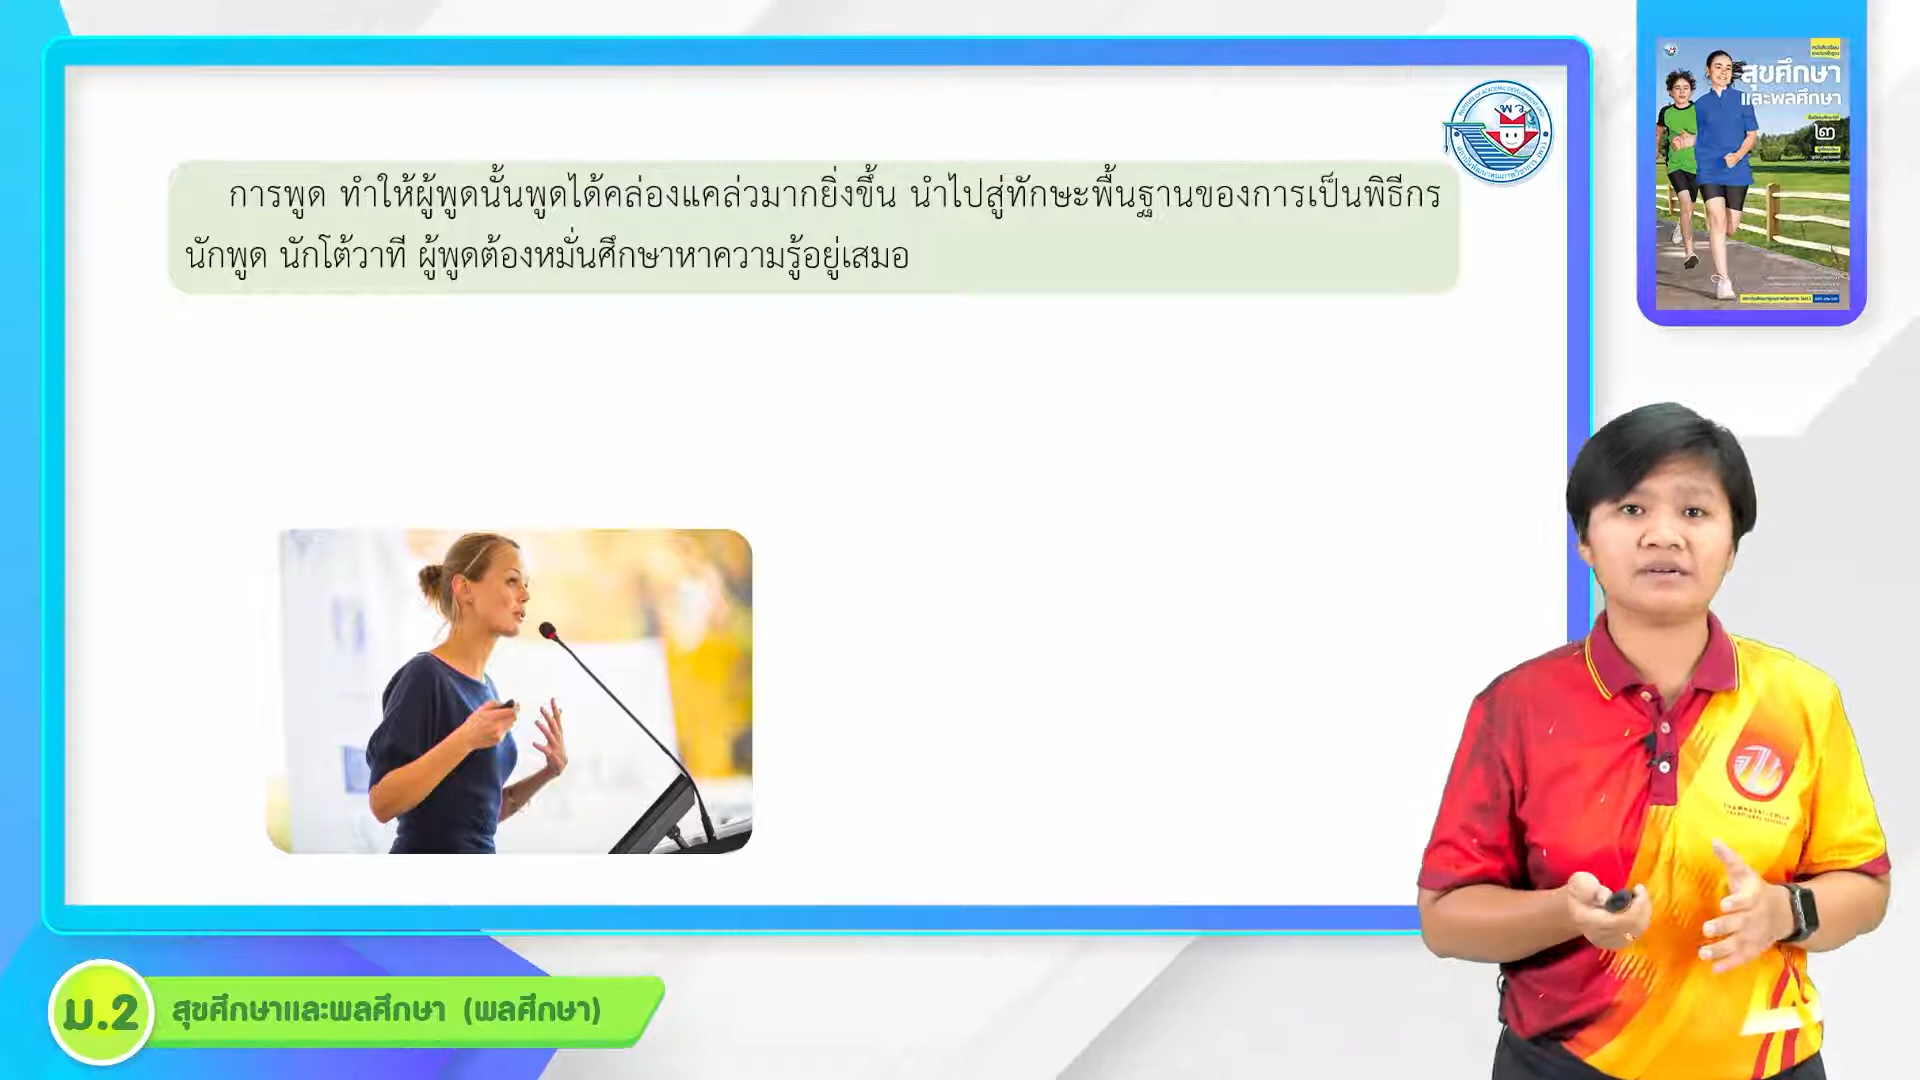 การพูด ทำให้ผู้พูดนั้นพูดได้คล่องแคล่วมากยิ่งขึ้น นำไปสู่ทักษะพื้นฐานของการเป็นพิธีกร
นักพูด นักโต้วาที ผู้พูดต้องหมั่นศึกษาหาความรู้อยู่เสมอ
พว
สุขศึกษา
และพลศึกษา
๒
ม.2 สุขศึกษาและพลศึกษา (พลศึกษา)